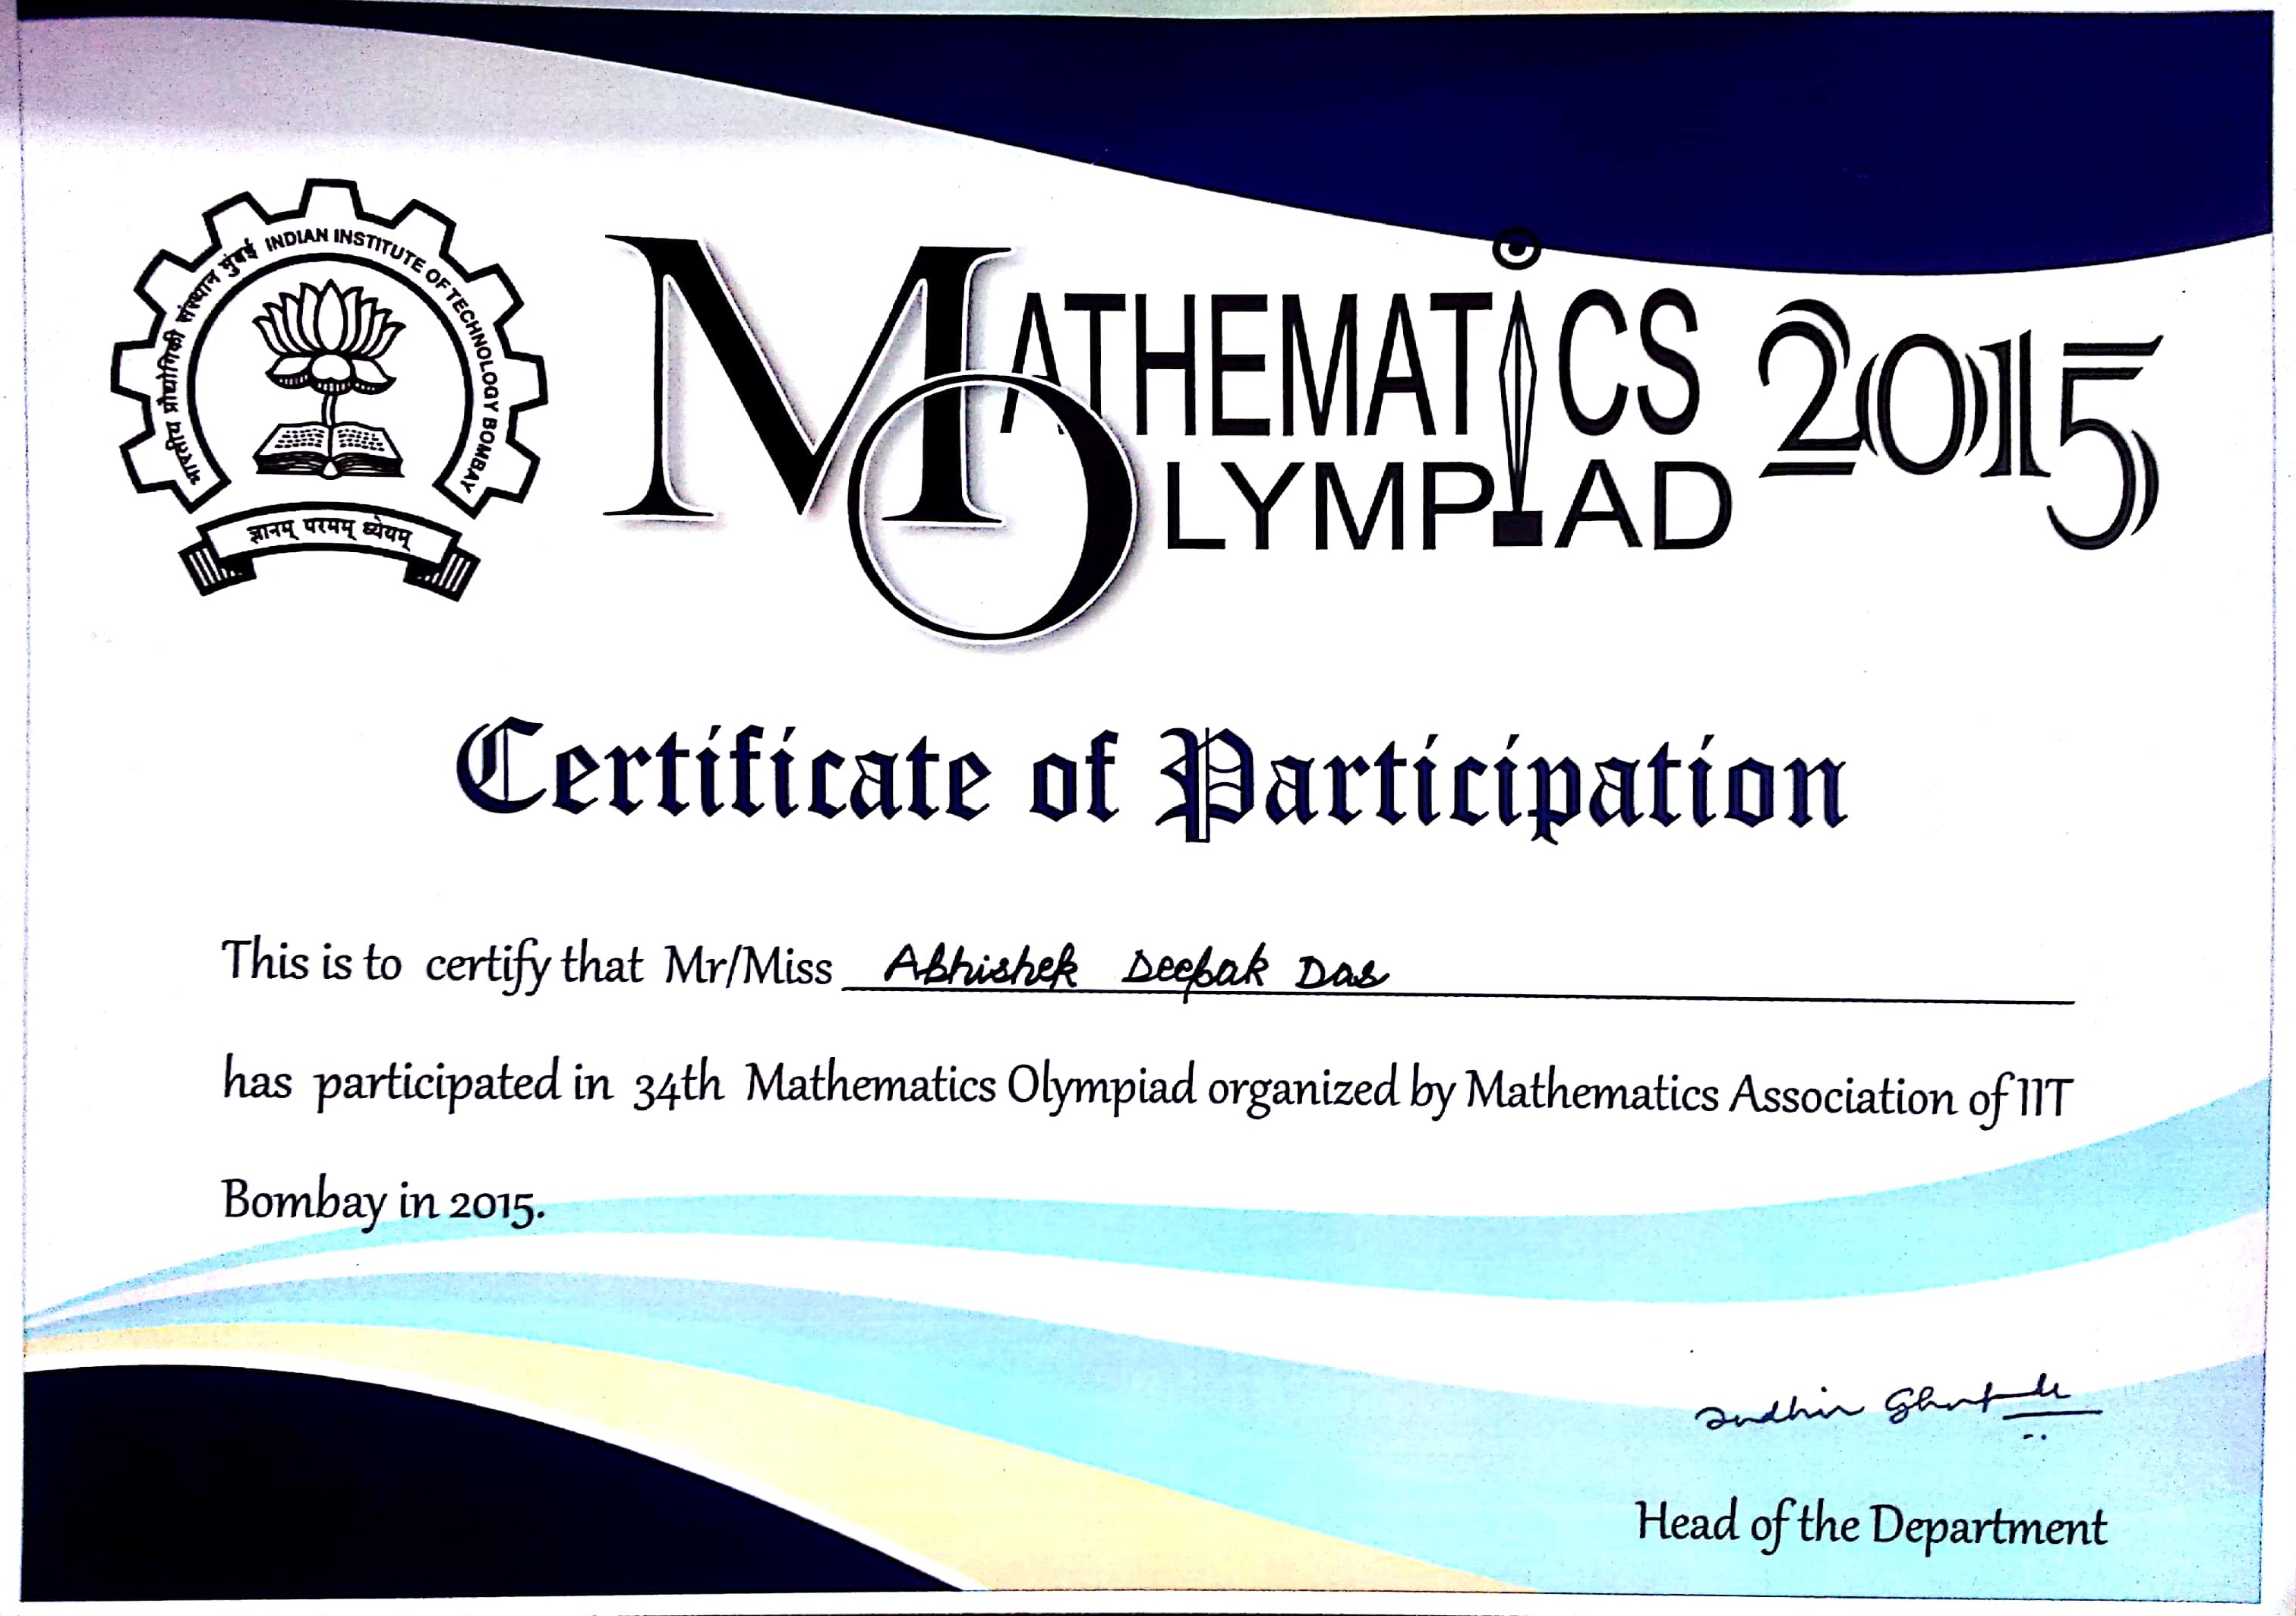 भारतीय प्रौद्योगिकी संस्थान मुंबई INDIAN INSTITUTE OF TECHNOLOGY BOMBAY
ज्ञानम् परमम् ध्येयम्
MATHEMATICS
OLYMPIAD 2015
Certificate of Participation
This is to certify that Mr/Miss Abhishek Deepak Das
has participated in 34th Mathematics Olympiad organized by Mathematics Association of IIT
Bombay in 2015.
Sudhir
Head of the Department